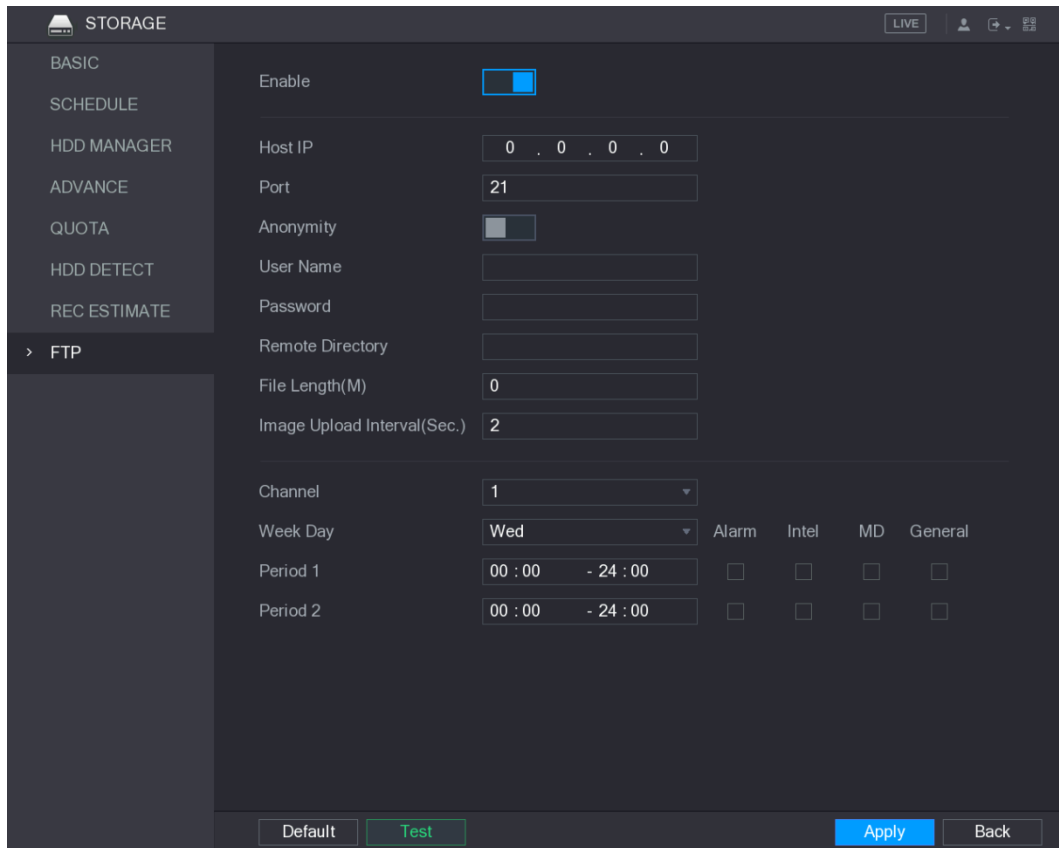 STORAGE
LIVE
BASIC
SCHEDULE
HDD MANAGER
ADVANCE
QUOTA
HDD DETECT
REC ESTIMATE
> FTP
Enable
Host IP 0 . 0 . 0 . 0
Port 21
Anonymity
User Name
Password
Remote Directory
File Length(M) 0
Image Upload Interval(Sec.) 2
Channel 1
Week Day Wed Alarm Intel MD General
Period 1 00 : 00 - 24 : 00
Period 2 00 : 00 - 24 : 00
Default Test Apply Back